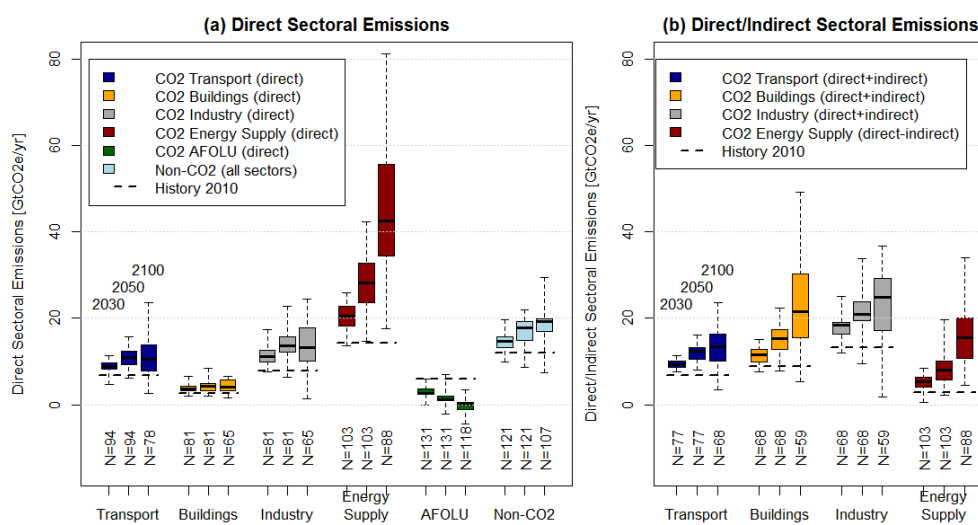 (a) Direct Sectoral Emissions
Direct Sectoral Emissions [GtCO2e/yr]
80
60
40
20
0
CO2 Transport (direct)
CO2 Buildings (direct)
CO2 Industry (direct)
CO2 Energy Supply (direct)
CO2 AFOLU (direct)
Non-CO2 (all sectors)
History 2010
2030
2050
2100
N=94
N=94
N=78
N=81
N=81
N=65
N=81
N=81
N=65
N=103
N=103
N=88
N=131
N=131
N=118
N=121
N=121
N=107
Transport
Buildings
Industry
Energy
Supply
AFOLU
Non-CO2
(b) Direct/Indirect Sectoral Emissions
Direct/Indirect Sectoral Emissions [GtCO2e/yr]
80
60
40
20
0
CO2 Transport (direct+indirect)
CO2 Buildings (direct+indirect)
CO2 Industry (direct+indirect)
CO2 Energy Supply (direct-indirect)
History 2010
2030
2050
2100
N=77
N=77
N=68
N=68
N=68
N=59
N=68
N=68
N=59
N=103
N=103
N=88
Transport
Buildings
Industry
Energy
Supply